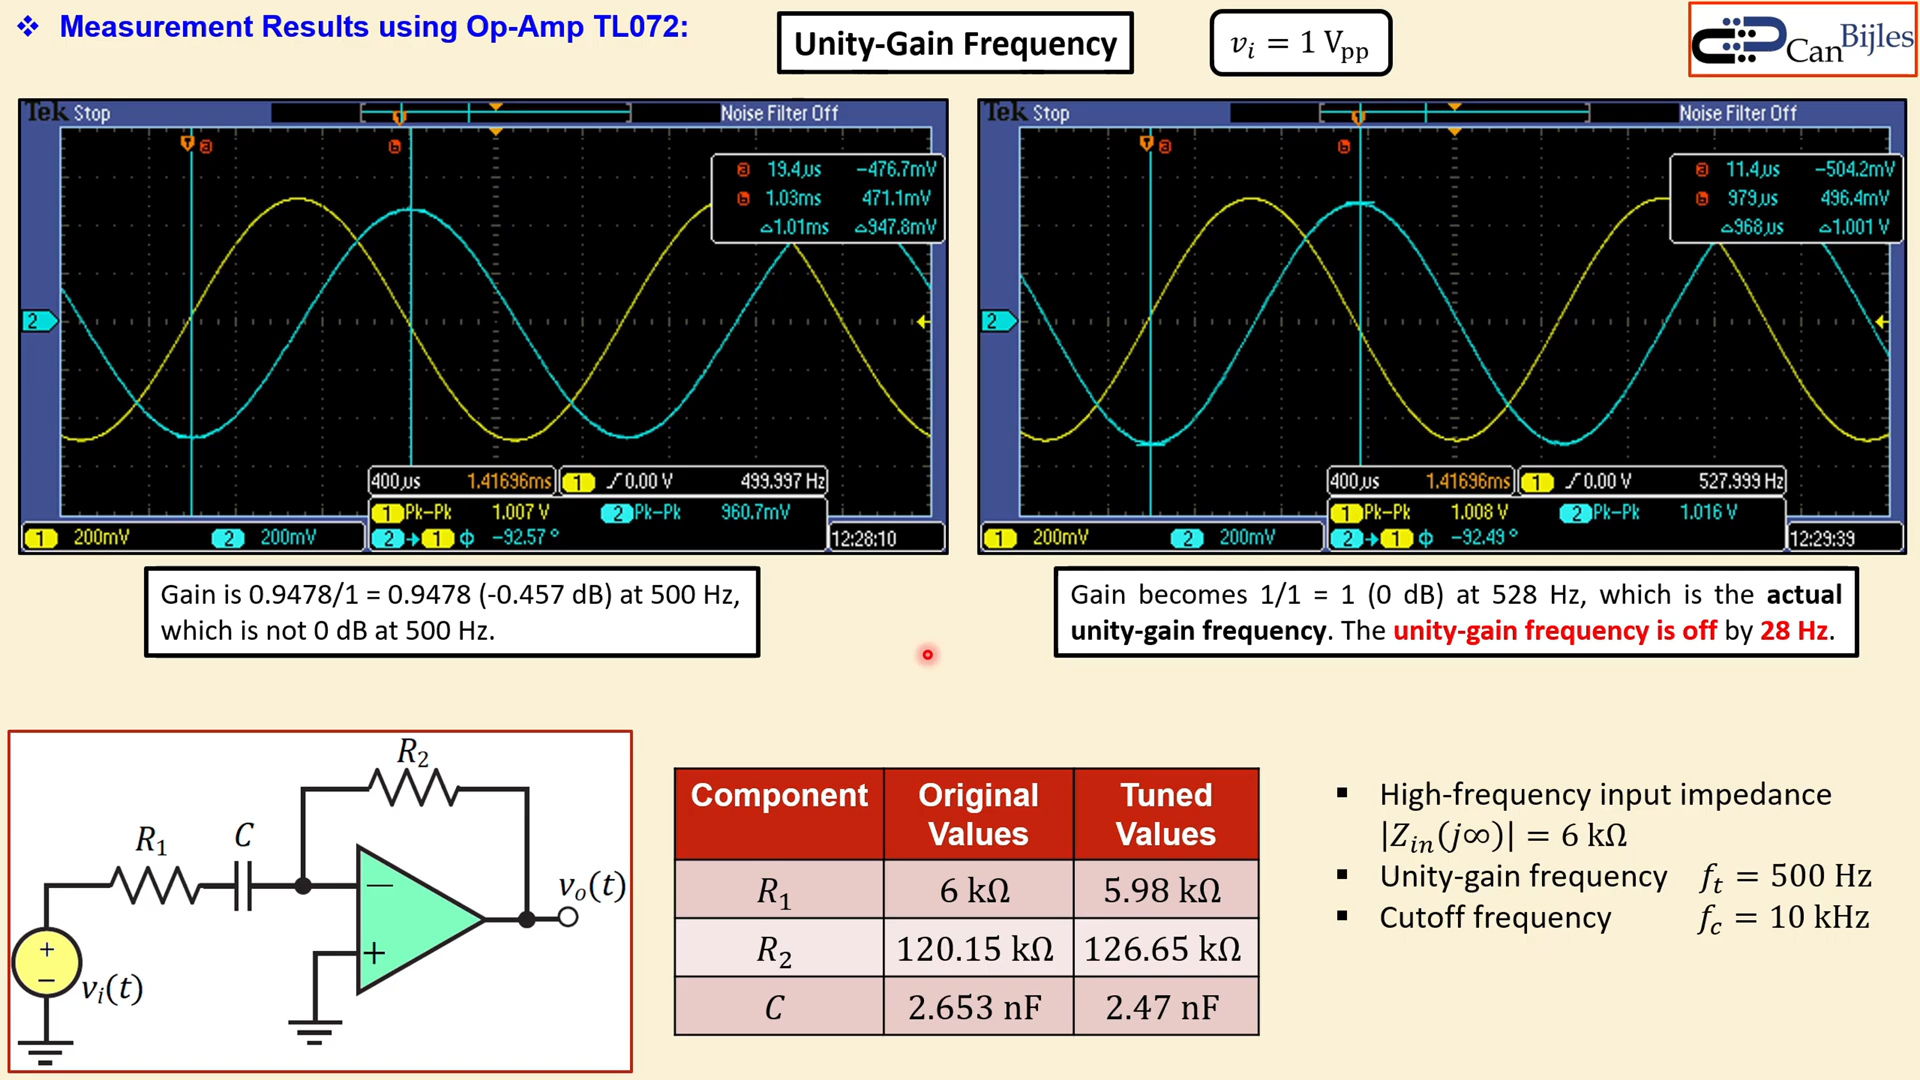 ❖ Measurement Results using Op-Amp TL072:
Unity-Gain Frequency
v_i = 1 V_pp
CanBijles
Tek Stop
Noise Filter Off
a 19.4µs −476.7mV
b 1.03ms 471.1mV
△1.01ms △947.8mV
T a b
2
400µs 1.41696ms 1 ƒ 0.00 V 499.997 Hz
1 Pk–Pk 1.007 V 2 Pk–Pk 960.7mV
1 200mV 2 200mV 2→1 ϕ −92.57 ° 12:28:10
Tek Stop
Noise Filter Off
a 11.4µs −504.2mV
b 979µs 496.4mV
△968µs △1.001 V
T a b
2
400µs 1.41696ms 1 ƒ 0.00 V 527.999 Hz
1 Pk–Pk 1.008 V 2 Pk–Pk 1.016 V
1 200mV 2 200mV 2→1 ϕ −92.49 ° 12:29:39
Gain is 0.9478/1 = 0.9478 (-0.457 dB) at 500 Hz,
which is not 0 dB at 500 Hz.
Gain becomes 1/1 = 1 (0 dB) at 528 Hz, which is the actual
unity-gain frequency. The unity-gain frequency is off by 28 Hz.
R2
R1 C
−
+
v_o(t)
+
−
v_i(t)
Component Original Values Tuned Values
R1 6 kΩ 5.98 kΩ
R2 120.15 kΩ 126.65 kΩ
C 2.653 nF 2.47 nF
▪ High-frequency input impedance
|Z_in(j∞)| = 6 kΩ
▪ Unity-gain frequency f_t = 500 Hz
▪ Cutoff frequency f_c = 10 kHz